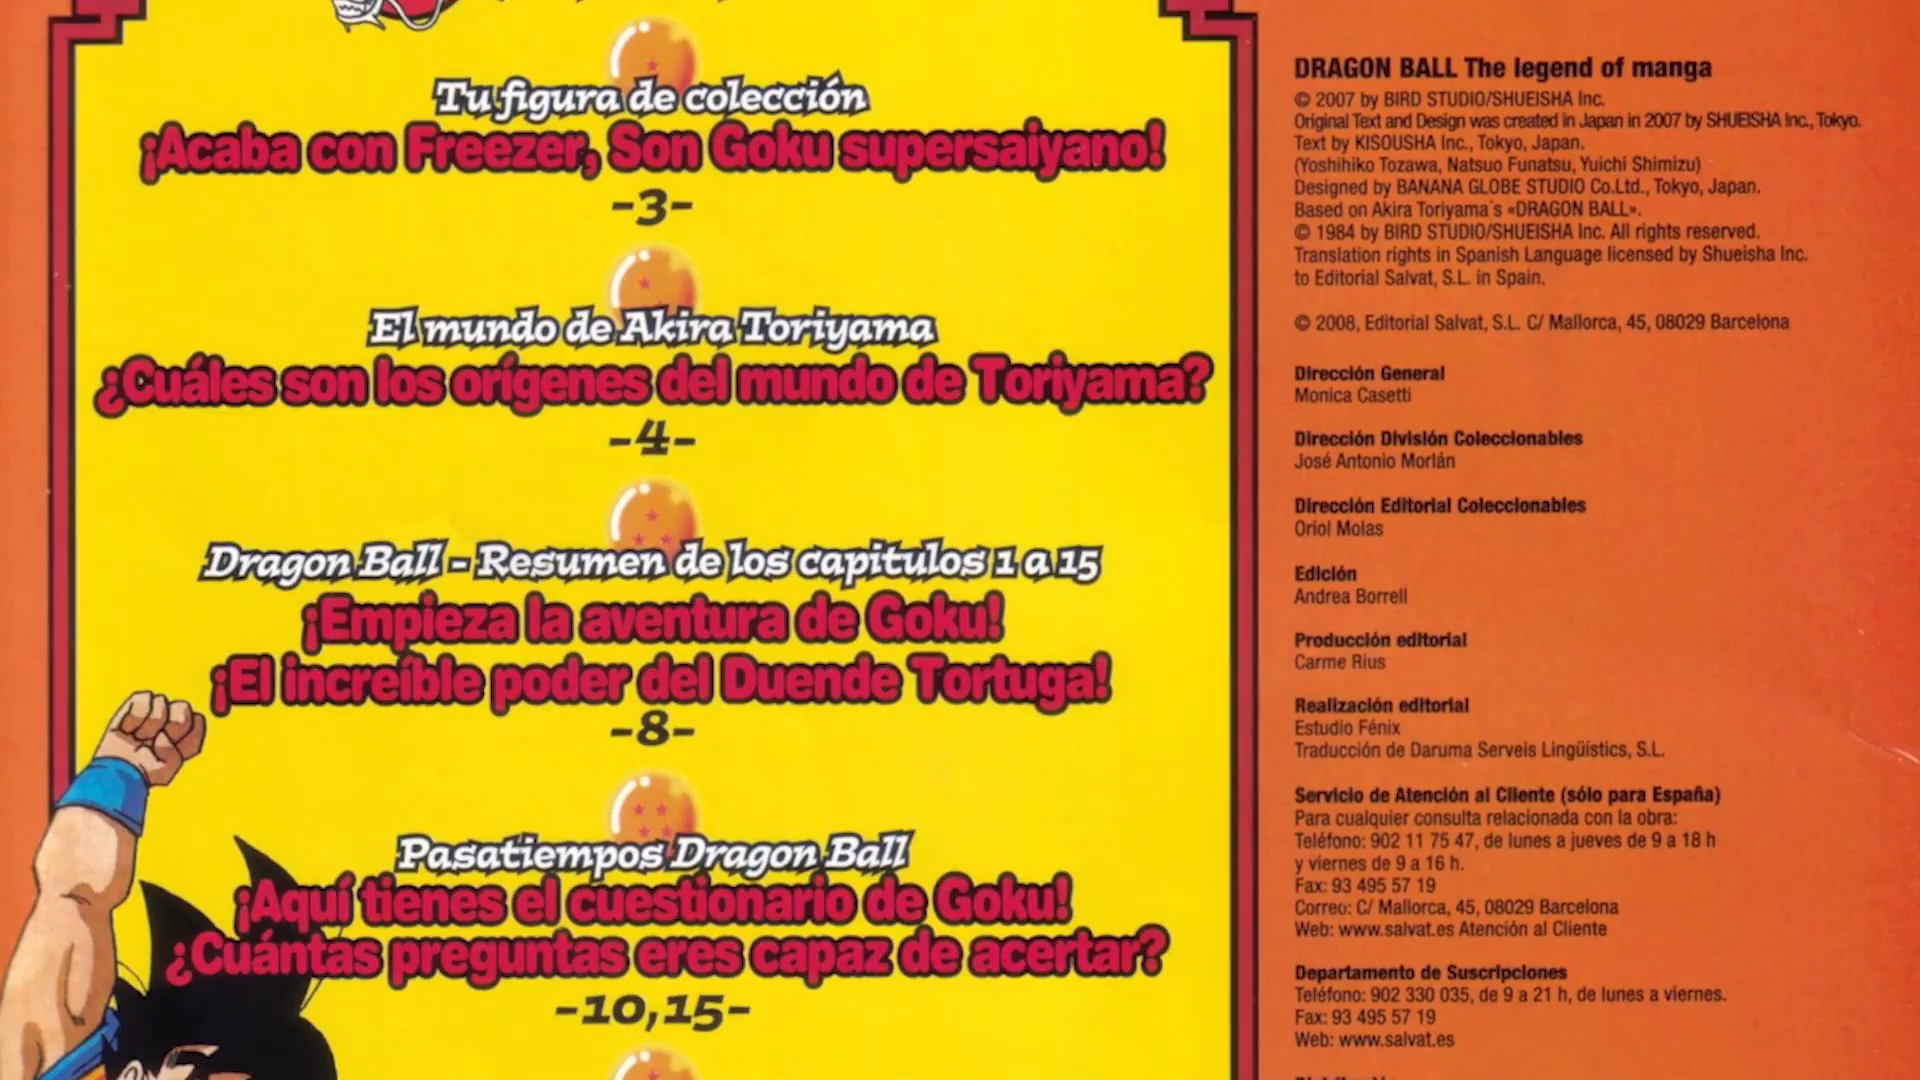 Tu figura de colección
¡Acaba con Freezer, Son Goku supersaiyano!
-3-
El mundo de Akira Toriyama
¿Cuáles son los orígenes del mundo de Toriyama?
-4-
Dragon Ball - Resumen de los capitulos 1 a 15
¡Empieza la aventura de Goku!
¡El increíble poder del Duende Tortuga!
-8-
Pasatiempos Dragon Ball
¡Aquí tienes el cuestionario de Goku!
¿Cuántas preguntas eres capaz de acertar?
-10,15-
DRAGON BALL The legend of manga
© 2007 by BIRD STUDIO/SHUEISHA Inc.
Original Text and Design was created in Japan in 2007 by SHUEISHA Inc., Tokyo.
Text by KISOUSHA Inc., Tokyo, Japan.
(Yoshihiko Tozawa, Natsuo Funatsu, Yuichi Shimizu)
Designed by BANANA GLOBE STUDIO Co.Ltd., Tokyo, Japan.
Based on Akira Toriyama´s «DRAGON BALL».
© 1984 by BIRD STUDIO/SHUEISHA Inc. All rights reserved.
Translation rights in Spanish Language licensed by Shueisha Inc.
to Editorial Salvat, S.L. in Spain.
© 2008, Editorial Salvat, S.L. C/ Mallorca, 45, 08029 Barcelona
Dirección General
Monica Casetti
Dirección División Coleccionables
José Antonio Morlán
Dirección Editorial Coleccionables
Oriol Molas
Edición
Andrea Borrell
Producción editorial
Carme Rius
Realización editorial
Estudio Fénix
Traducción de Daruma Serveis Lingüístics, S.L.
Servicio de Atención al Cliente (sólo para España)
Para cualquier consulta relacionada con la obra:
Teléfono: 902 11 75 47, de lunes a jueves de 9 a 18 h
y viernes de 9 a 16 h.
Fax: 93 495 57 19
Correo: C/ Mallorca, 45, 08029 Barcelona
Web: www.salvat.es Atención al Cliente
Departamento de Suscripciones
Teléfono: 902 330 035, de 9 a 21 h, de lunes a viernes.
Fax: 93 495 57 19
Web: www.salvat.es